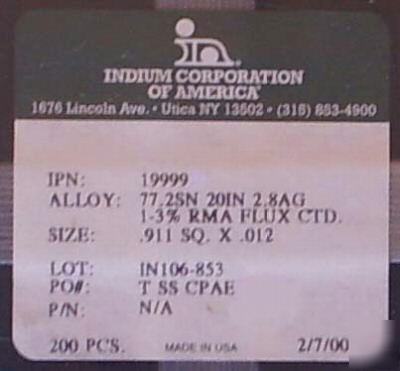 in®
INDIUM CORPORATION
OF AMERICA®
1676 Lincoln Ave. • Utica NY 13502 • (315) 853-4900
IPN: 19999
ALLOY: 77.2SN 20IN 2.8AG
1-3% RMA FLUX CTD.
SIZE: .911 SQ. X .012
LOT: IN106-853
PO#: T SS CPAE
P/N: N/A
200 PCS. MADE IN USA 2/7/00